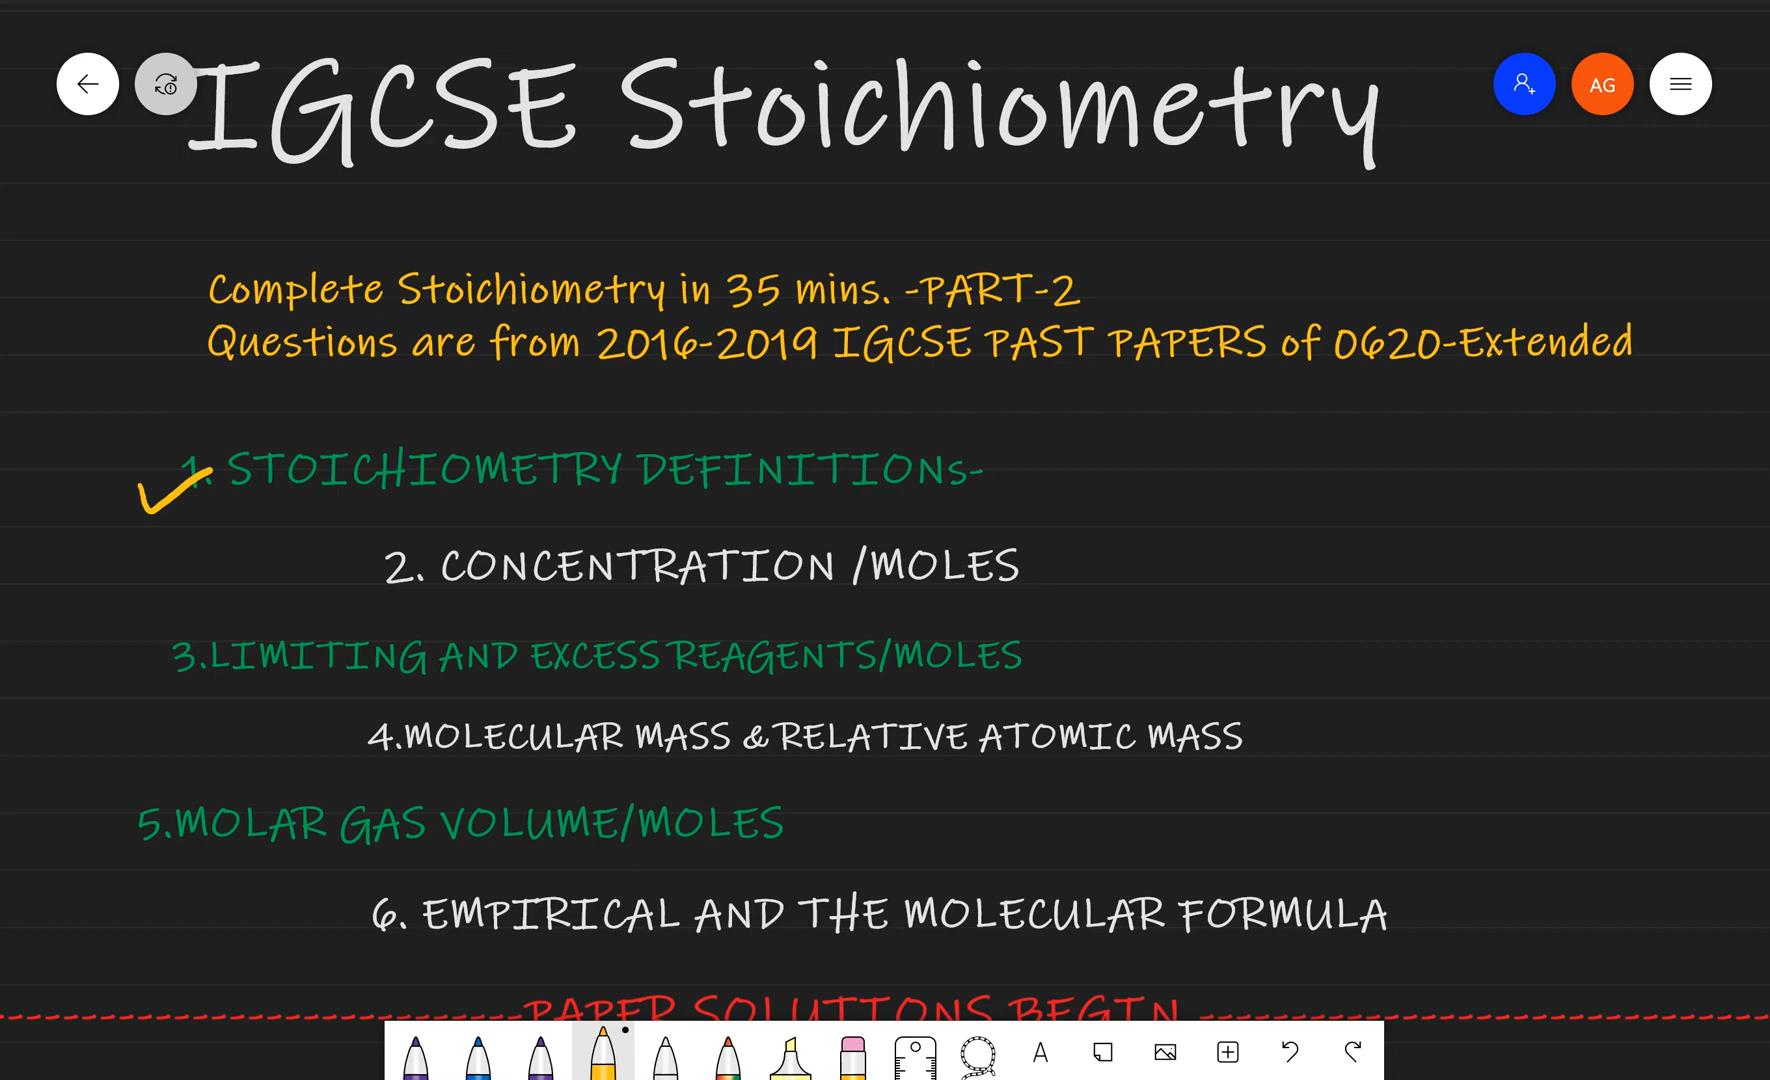 IGCSE Stoichiometry
AG
Complete Stoichiometry in 35 mins. -PART-2
Questions are from 2016-2019 IGCSE PAST PAPERS of 0620-Extended
1. STOICHIOMETRY DEFINITIONs-
2. CONCENTRATION /MOLES
3.LIMITING AND EXCESS REAGENTS/MOLES
4.MOLECULAR MASS & RELATIVE ATOMIC MASS
5.MOLAR GAS VOLUME/MOLES
6. EMPIRICAL AND THE MOLECULAR FORMULA
---------------------------PAPER SOLUTIONS BEGIN -----------------------------
A